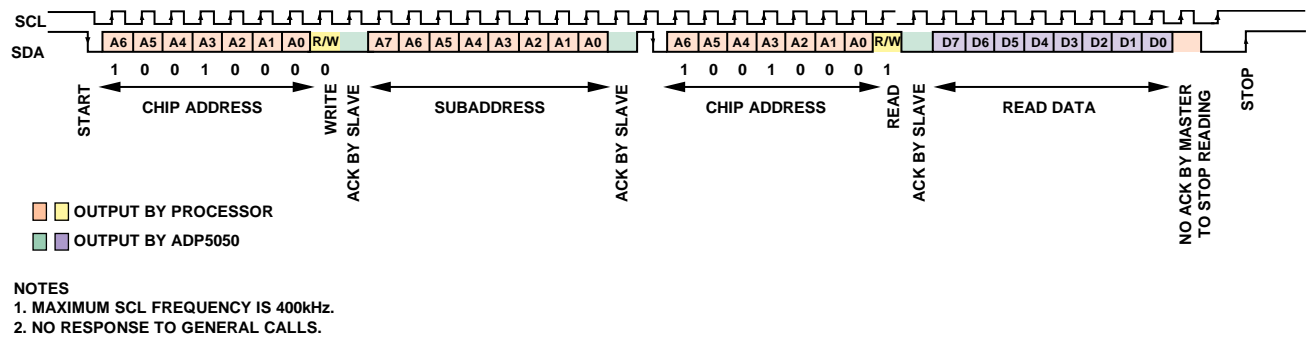 SCL
SDA
A6 A5 A4 A3 A2 A1 A0 R/W A7 A6 A5 A4 A3 A2 A1 A0 A6 A5 A4 A3 A2 A1 A0 R/W D7 D6 D5 D4 D3 D2 D1 D0
1 0 0 1 0 0 0 0 1 0 0 1 0 0 0 1
START
CHIP ADDRESS
WRITE
ACK BY SLAVE
SUBADDRESS
ACK BY SLAVE
CHIP ADDRESS
READ
ACK BY SLAVE
READ DATA
NO ACK BY MASTER
TO STOP READING
STOP
OUTPUT BY PROCESSOR
OUTPUT BY ADP5050
NOTES
1. MAXIMUM SCL FREQUENCY IS 400kHz.
2. NO RESPONSE TO GENERAL CALLS.